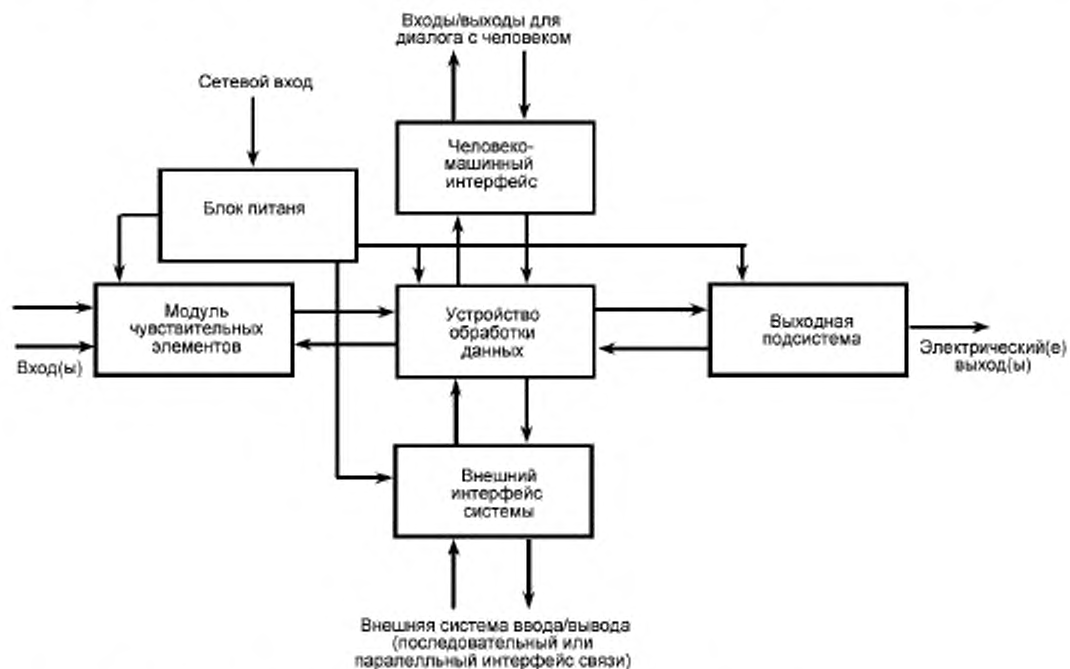 Входы/выходы для
диалога с человеком
Сетевой вход
Человеко-
машинный
интерфейс
Блок питаня
Модуль
чувствительных
элементов
Устройство
обработки
данных
Выходная
подсистема
Вход(ы)
Электрический(е)
выход(ы)
Внешний
интерфейс
системы
Внешняя система ввода/вывода
(последовательный или
паралелльный интерфейс связи)